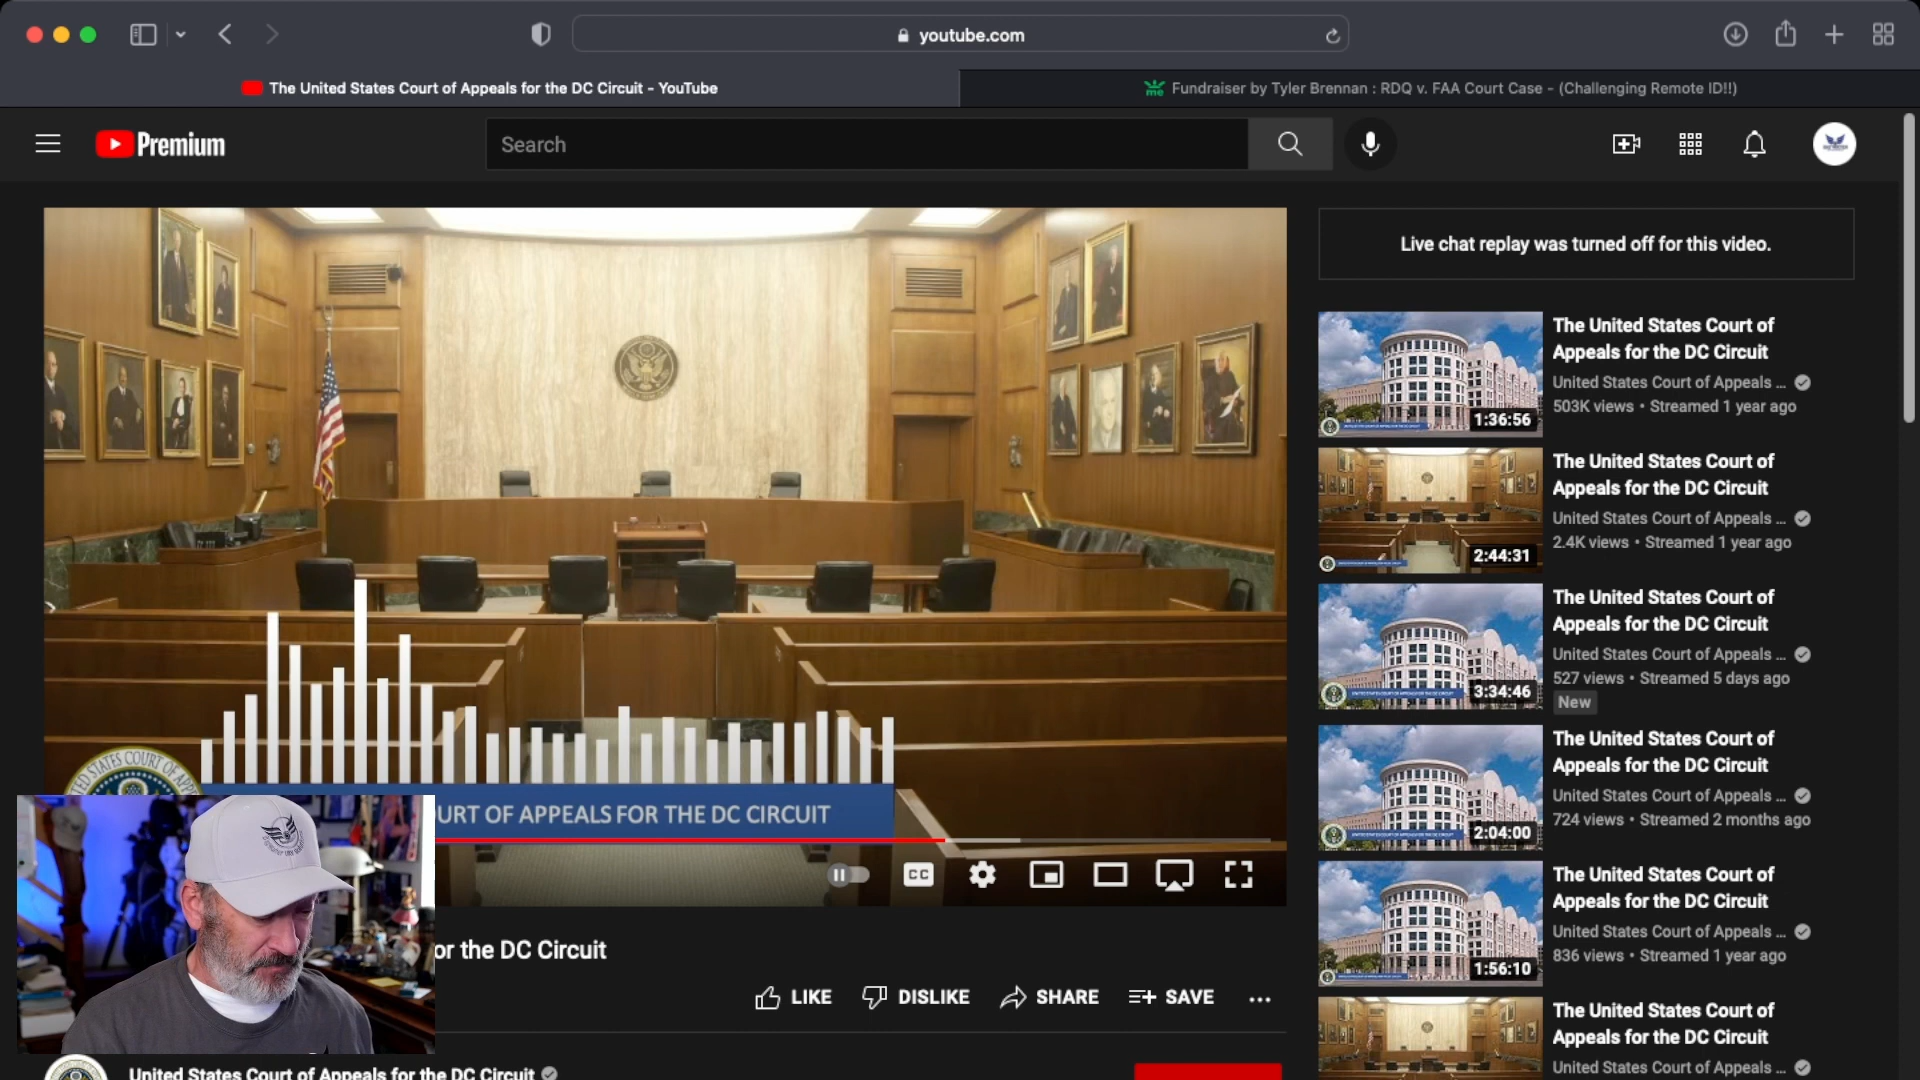 youtube.com
The United States Court of Appeals for the DC Circuit - YouTube
me Fundraiser by Tyler Brennan : RDQ v. FAA Court Case - (Challenging Remote ID!!)
Premium
Search
Live chat replay was turned off for this video.
The United States Court of
Appeals for the DC Circuit
United States Court of Appeals ...
503K views • Streamed 1 year ago
1:36:56
The United States Court of
Appeals for the DC Circuit
United States Court of Appeals ...
2.4K views • Streamed 1 year ago
2:44:31
The United States Court of
Appeals for the DC Circuit
United States Court of Appeals ...
527 views • Streamed 5 days ago
New
3:34:46
The United States Court of
Appeals for the DC Circuit
United States Court of Appeals ...
724 views • Streamed 2 months ago
2:04:00
The United States Court of
Appeals for the DC Circuit
United States Court of Appeals ...
836 views • Streamed 1 year ago
1:56:10
The United States Court of
Appeals for the DC Circuit
United States Court of Appeals ...
STATES COURT OF
URT OF APPEALS FOR THE DC CIRCUIT
CC
or the DC Circuit
LIKE DISLIKE SHARE SAVE ...
United States Court of Appeals for the DC Circuit